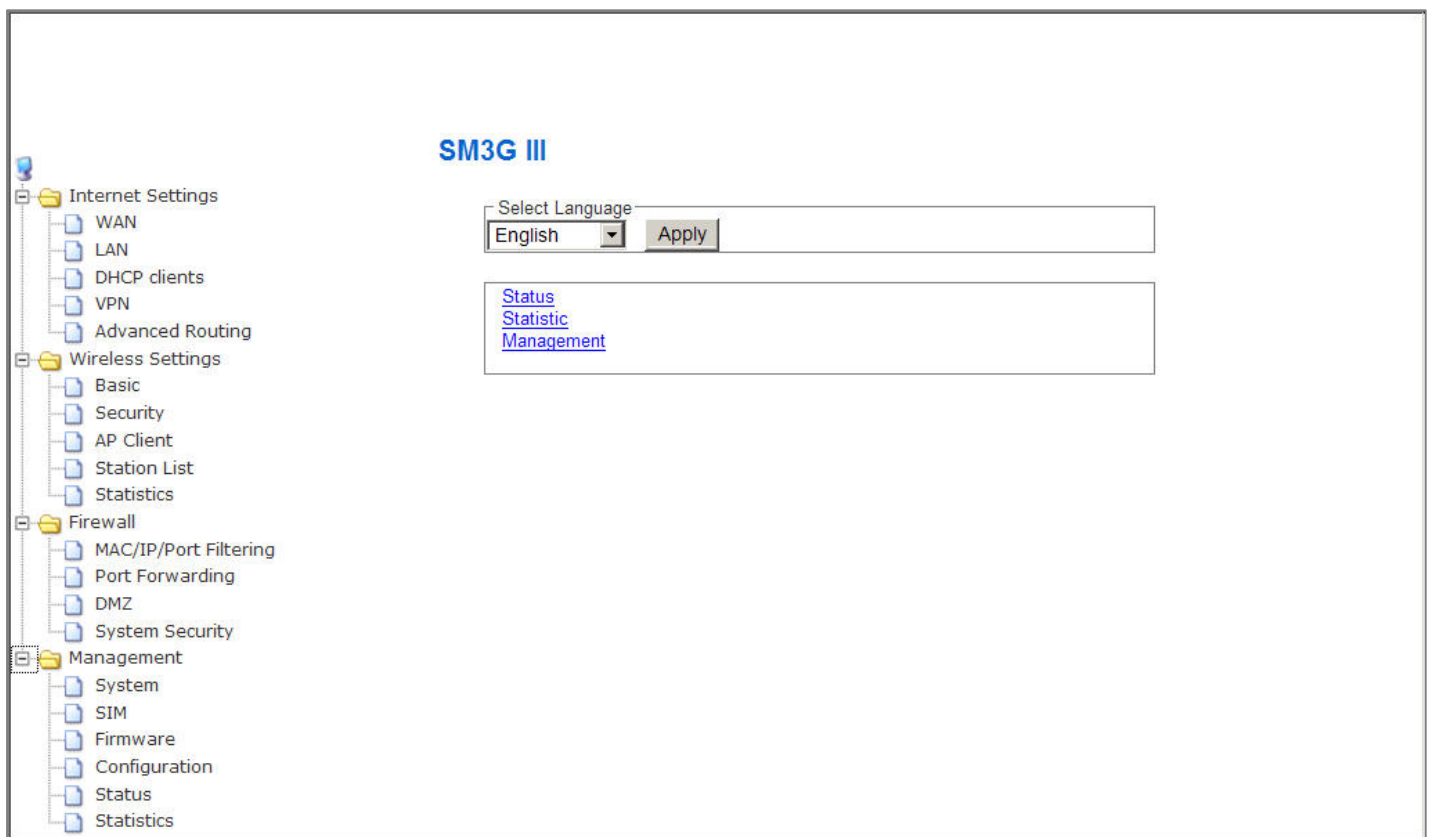 SM3G III
Internet Settings
WAN
LAN
DHCP clients
VPN
Advanced Routing
Wireless Settings
Basic
Security
AP Client
Station List
Statistics
Firewall
MAC/IP/Port Filtering
Port Forwarding
DMZ
System Security
Management
System
SIM
Firmware
Configuration
Status
Statistics
Select Language
English Apply
Status
Statistic
Management